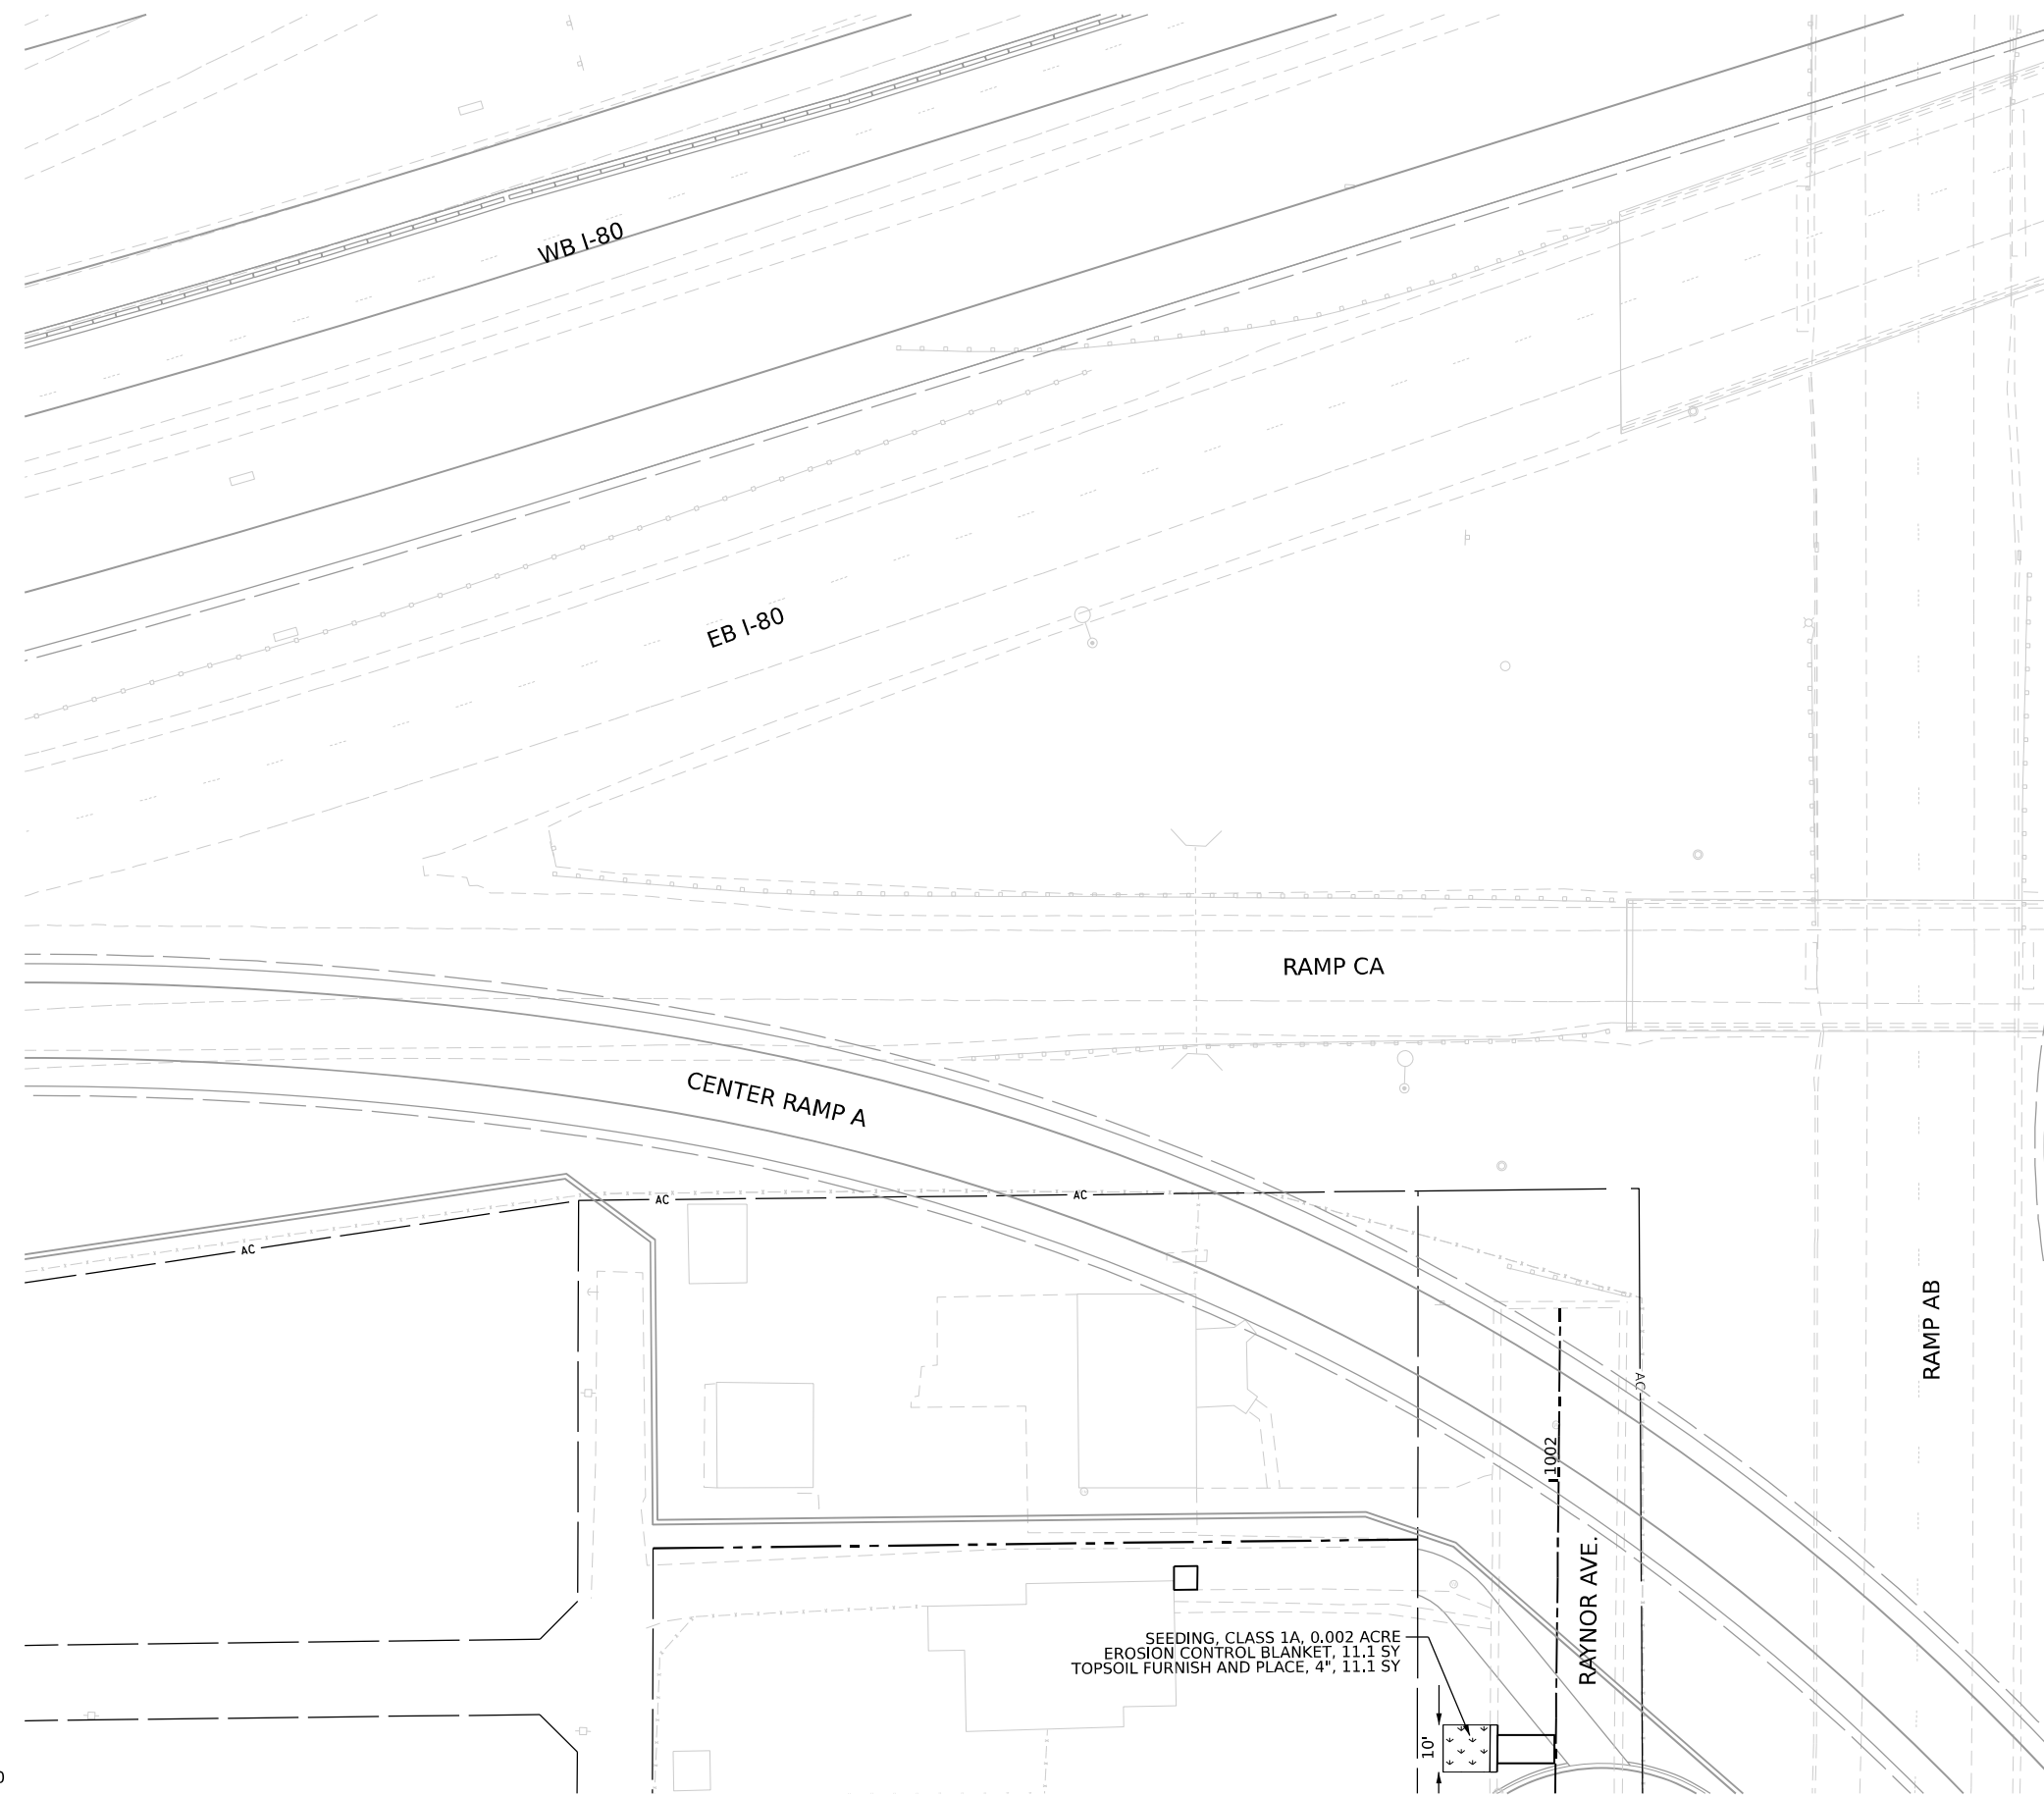 WB I-80
EB I-80
RAMP CA
CENTER RAMP A
AC
AC
AC
AC
RAMP AB
1002
RAYNOR AVE.
SEEDING, CLASS 1A, 0.002 ACRE
EROSION CONTROL BLANKET, 11.1 SY
TOPSOIL FURNISH AND PLACE, 4", 11.1 SY
10'